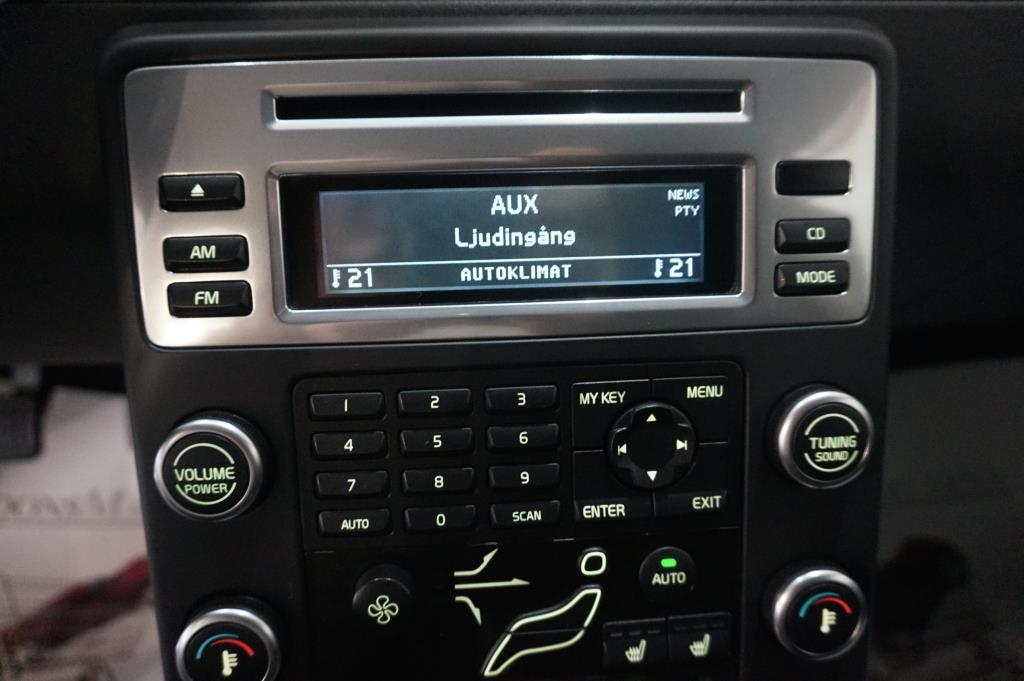 AUX
NEWS
PTY
Ljudingång
21 AUTOKLIMAT 21
AM
FM
CD
MODE
1 2 3
4 5 6
7 8 9
AUTO 0 SCAN
MY KEY MENU
ENTER EXIT
VOLUME
POWER
TUNING
SOUND
AUTO